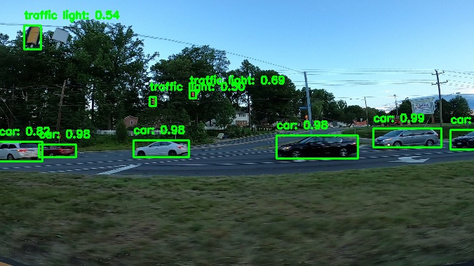 traffic light: 0.54
traffic light: 0.69
traffic light: 0.50
car: 0.82
car: 0.98
car: 0.98
car: 0.98
car: 0.99
car: